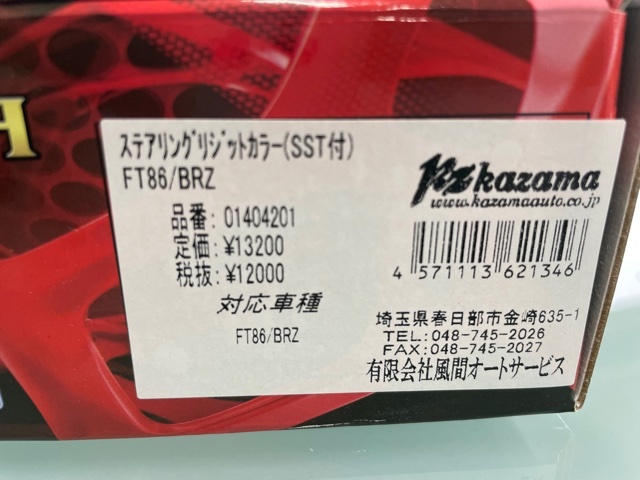 ステアリングリジットカラー(SST付)
FT86/BRZ
品番: 01404201
定価: ¥13200
税抜: ¥12000
対応車種
FT86/BRZ
kazama
www.kazamaauto.co.jp
4 571113 621346
埼玉県春日部市金崎635-1
TEL:048-745-2026
FAX:048-745-2027
有限会社風間オートサービス